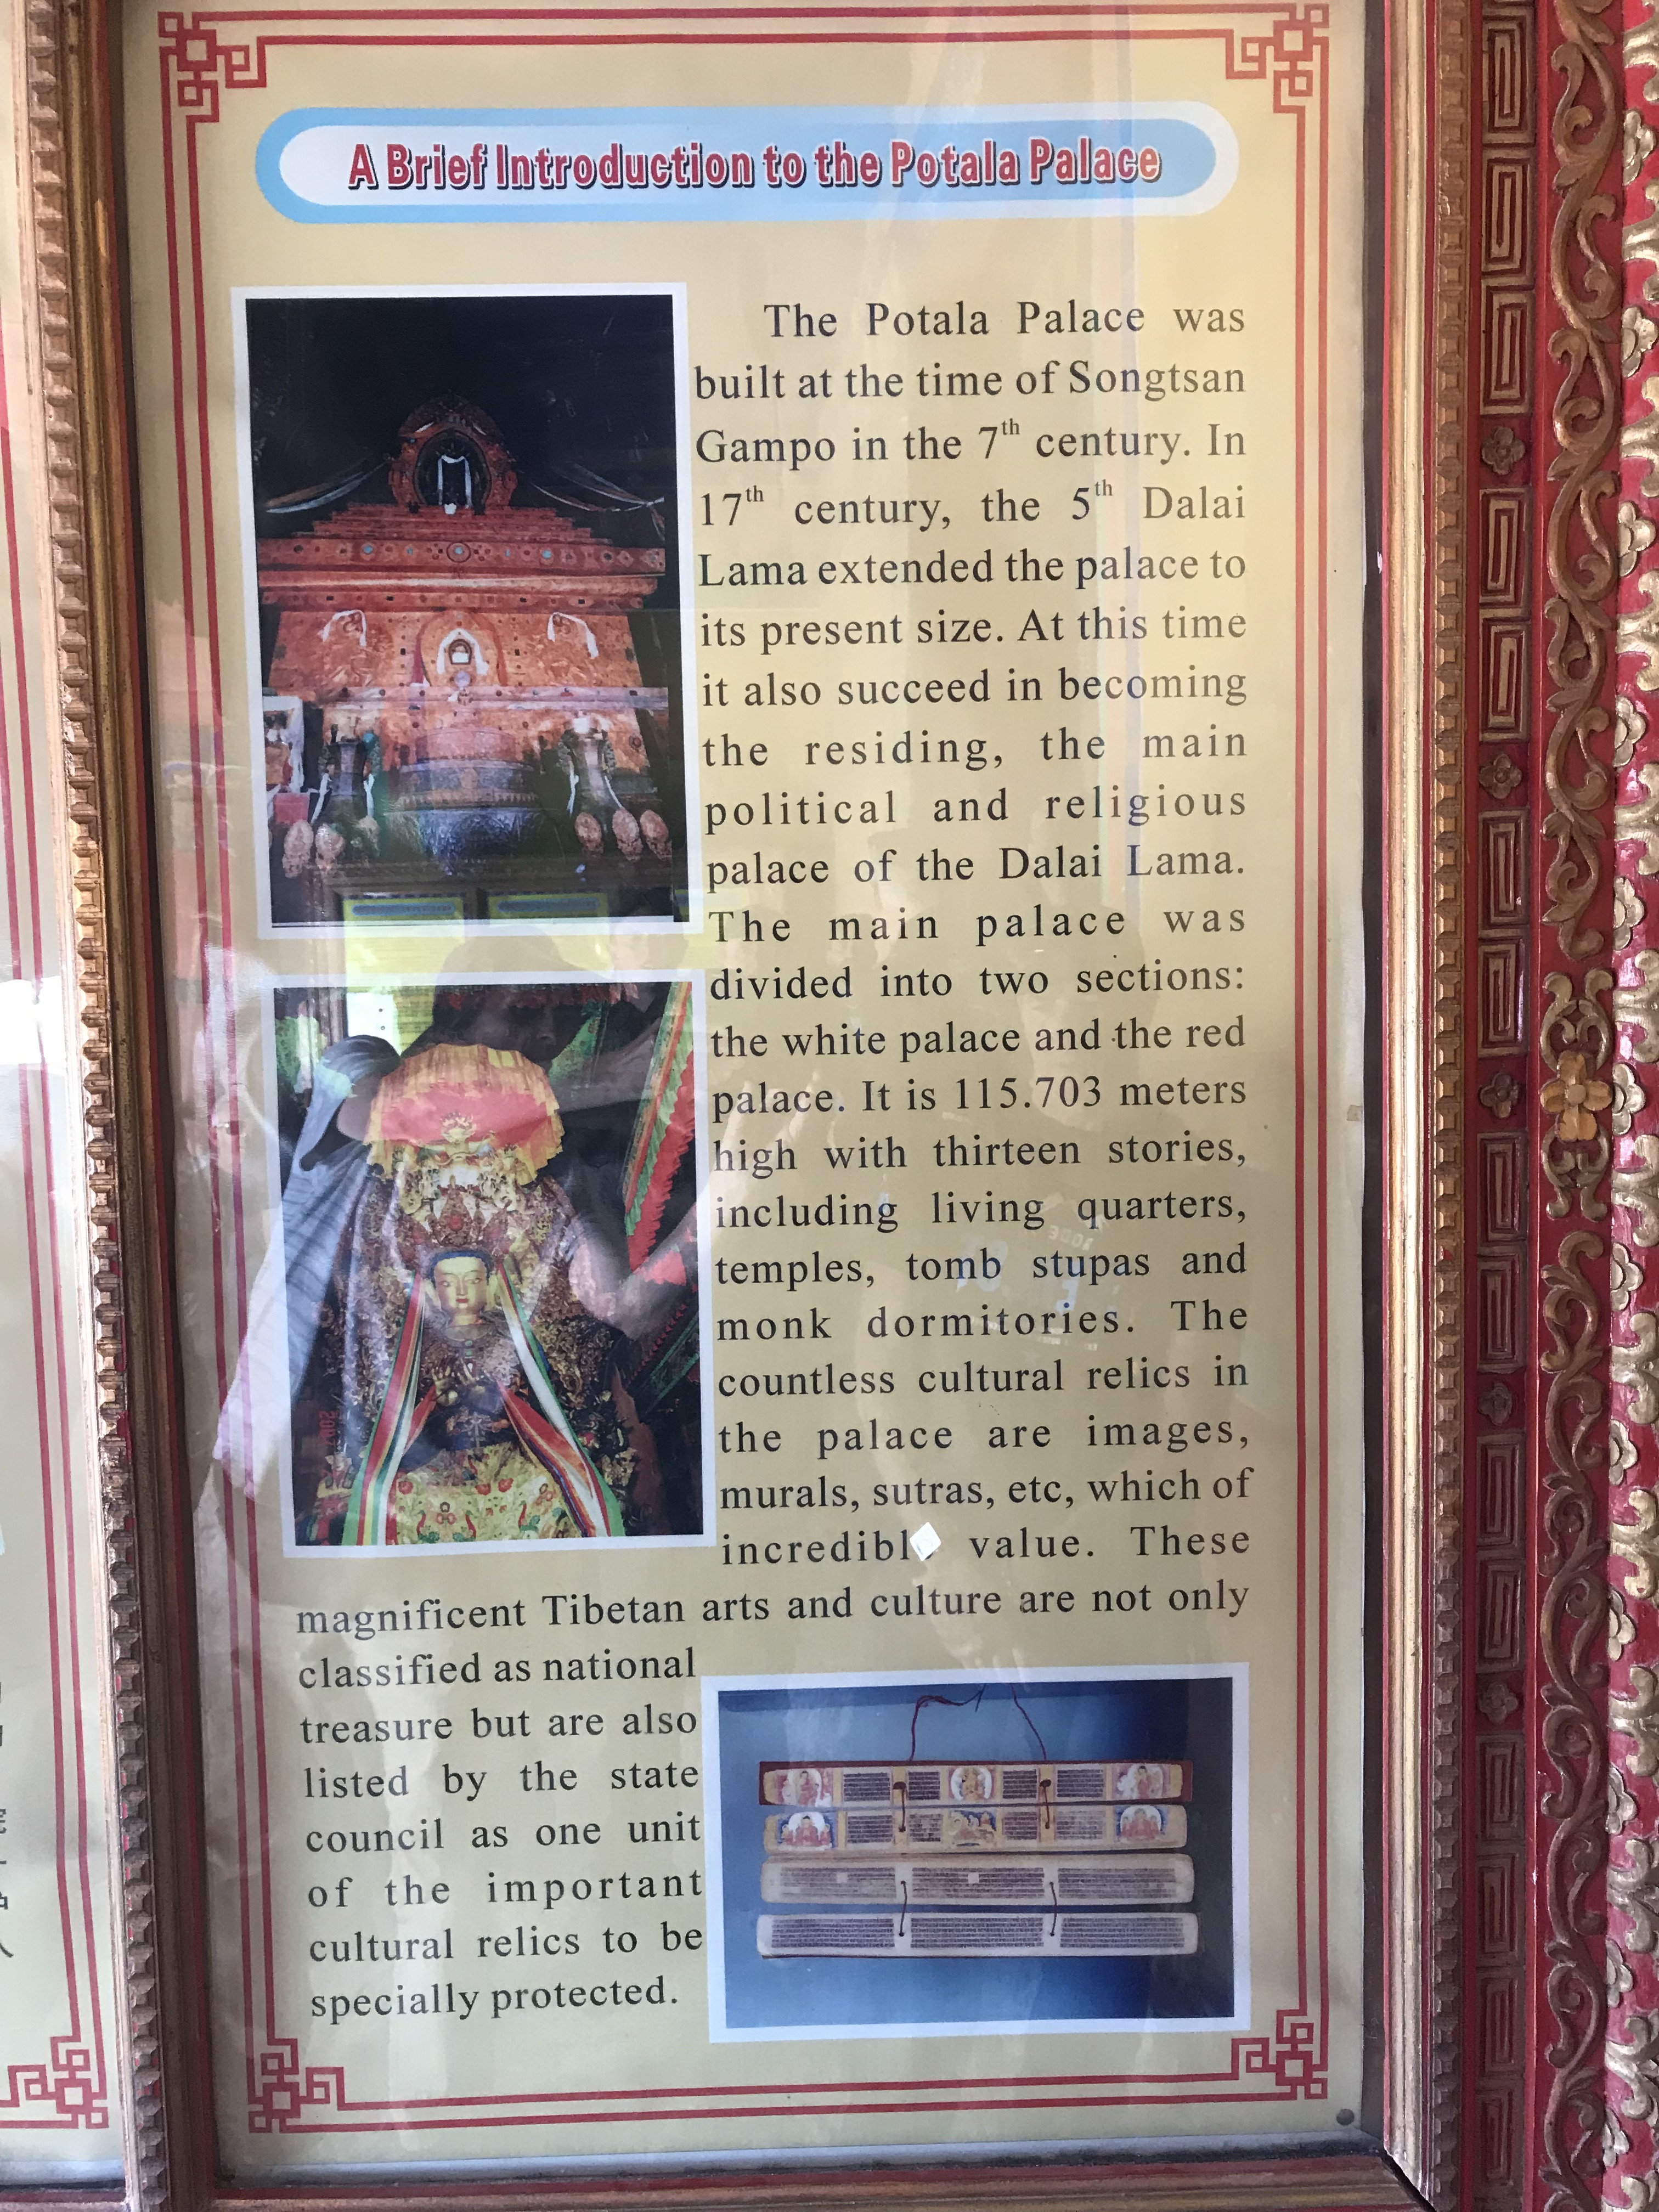 A Brief Introduction to the Potala Palace
The Potala Palace was
built at the time of Songtsan
Gampo in the 7th century. In
17th century, the 5th Dalai
Lama extended the palace to
its present size. At this time
it also succeed in becoming
the residing, the main
political and religious
palace of the Dalai Lama.
The main palace was
divided into two sections:
the white palace and the red
palace. It is 115.703 meters
high with thirteen stories,
including living quarters,
temples, tomb stupas and
monk dormitories. The
countless cultural relics in
the palace are images,
murals, sutras, etc, which of
incredible value. These
magnificent Tibetan arts and culture are not only
classified as national
treasure but are also
listed by the state
council as one unit
of the important
cultural relics to be
specially protected.